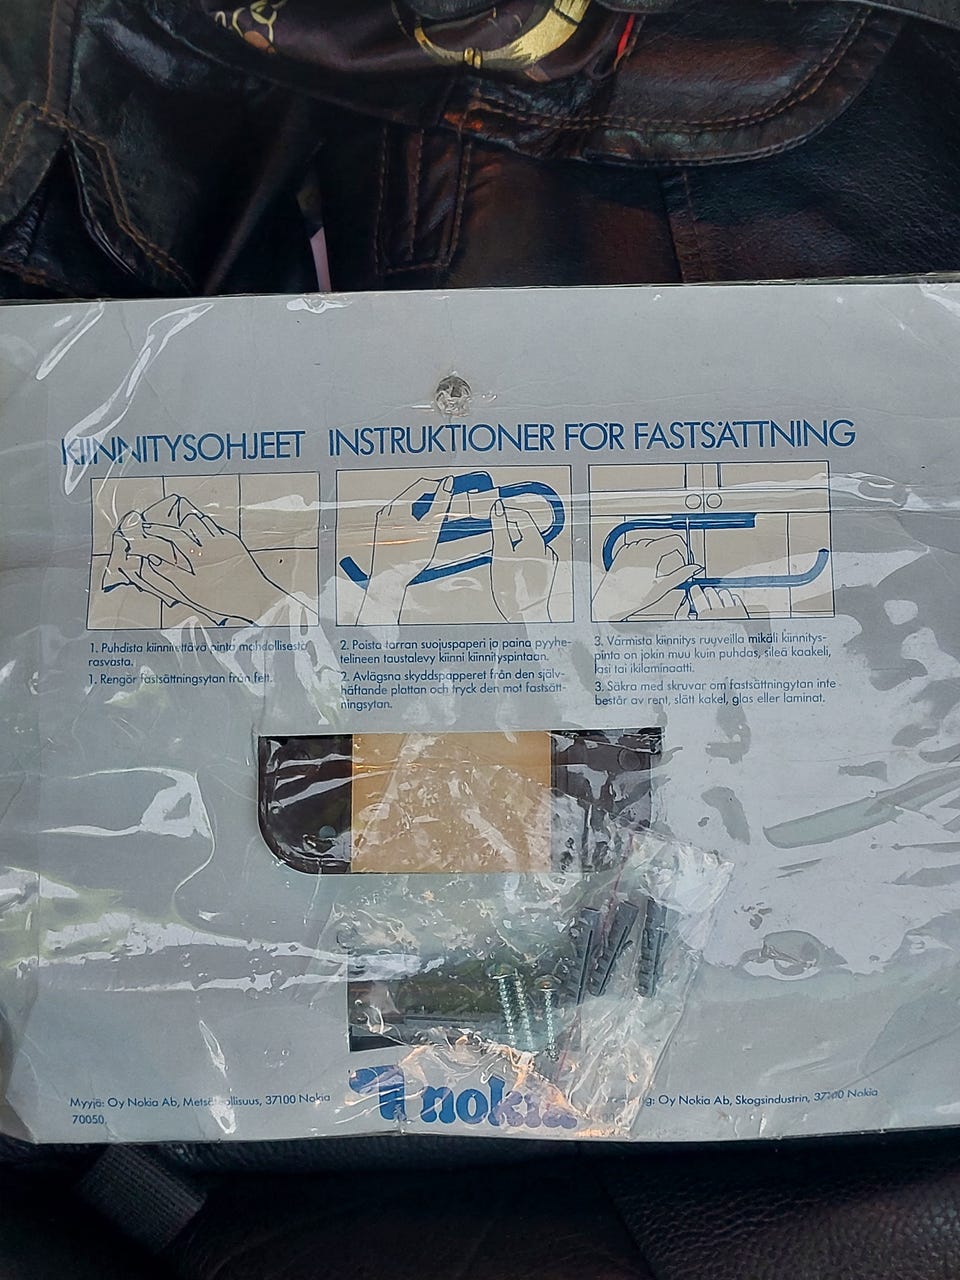 KIINNITYSOHJEET INSTRUKTIONER FÖR FASTSÄTTNING
1. Puhdista kiinnitettävä pinta mahdollisesta
rasvasta.
1. Rengör fastsättningsytan från fett.
2. Poista tarran suojuspaperi ja paina pyyhe-
telineen taustalevy kiinni kiinnityspintaan.
2. Avlägsna skyddspapperet från den själv-
häftande plattan och tryck den mot fastsätt-
ningsytan.
3. Varmista kiinnitys ruuveilla mikäli kiinnitys-
pinta on jokin muu kuin puhdas, sileä kaakeli,
lasi tai ikilaminaatti.
3. Säkra med skruvar om fastsättningytan inte
består av rent, slätt kakel, glas eller laminat.
Myyjä: Oy Nokia Ab, Metsäteollisuus, 37100 Nokia
70050
nokia
Oy Nokia Ab, Skogsindustrin, 37100 Nokia